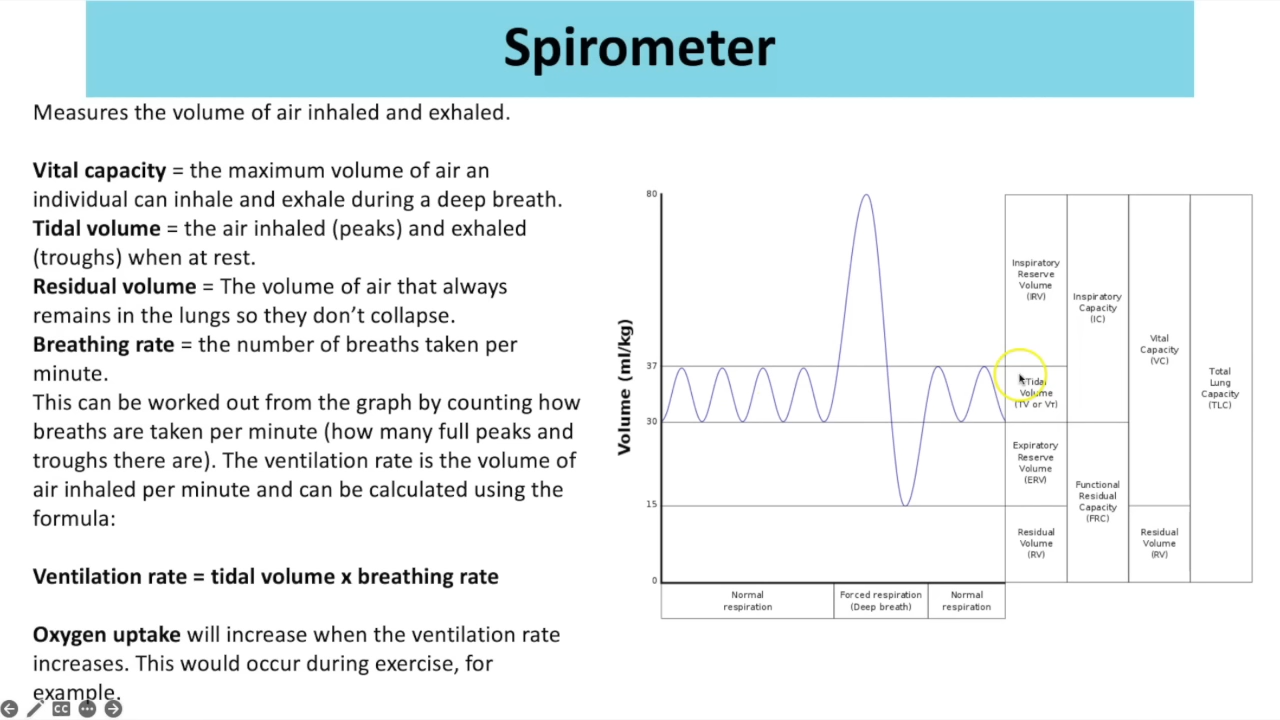 Spirometer
Measures the volume of air inhaled and exhaled.
Vital capacity = the maximum volume of air an
individual can inhale and exhale during a deep breath.
Tidal volume = the air inhaled (peaks) and exhaled
(troughs) when at rest.
Residual volume = The volume of air that always
remains in the lungs so they don’t collapse.
Breathing rate = the number of breaths taken per
minute.
This can be worked out from the graph by counting how
breaths are taken per minute (how many full peaks and
troughs there are). The ventilation rate is the volume of
air inhaled per minute and can be calculated using the
formula:
Ventilation rate = tidal volume x breathing rate
Oxygen uptake will increase when the ventilation rate
increases. This would occur during exercise, for
example.
CC
Volume (ml/kg)
80
37
30
15
0
Normal
respiration
Forced respiration
(Deep breath)
Normal
respiration
Inspiratory
Reserve
Volume
(IRV)
Tidal
Volume
(TV or VT)
Expiratory
Reserve
Volume
(ERV)
Residual
Volume
(RV)
Inspiratory
Capacity
(IC)
Functional
Residual
Capacity
(FRC)
Vital
Capacity
(VC)
Residual
Volume
(RV)
Total
Lung
Capacity
(TLC)